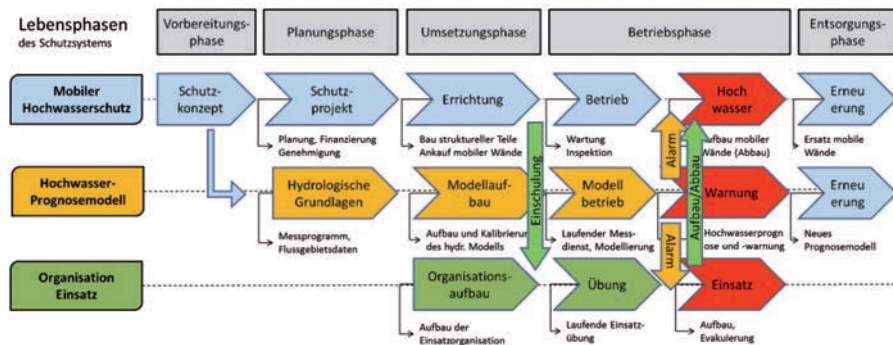 Lebensphasen
des Schutzsystems
Vorbereitungs-
phase
Planungsphase
Umsetzungsphase
Betriebsphase
Entsorgungs-
phase
Mobiler
Hochwasserschutz
Schutz-
konzept
Schutz-
projekt
Errichtung
Betrieb
Hoch
wasser
Erneu
erung
Planung, Finanzierung
Genehmigung
Bau struktureller Teile
Ankauf mobiler Wände
Wartung
Inspektion
Aufbau mobiler
Wände (Abbau)
Ersatz mobile
Wände
Einschulung
Alarm
Aufbau/Abbau
Hochwasser-
Prognosemodell
Hydrologische
Grundlagen
Modellauf-
bau
Modell
betrieb
Warnung
Erneu
erung
Messprogramm,
Flussgebietsdaten
Aufbau und Kalibrierung
des hydr. Modells
Laufender Mess-
dienst, Modellierung
Alarm
Hochwasserprogn
ose und -warnung
Neues
Prognosemodell
Organisation
Einsatz
Organisations-
aufbau
Übung
Einsatz
Aufbau der
Einsatzorganisation
Laufende Einsatz-
übung
Aufbau,
Evakuierung